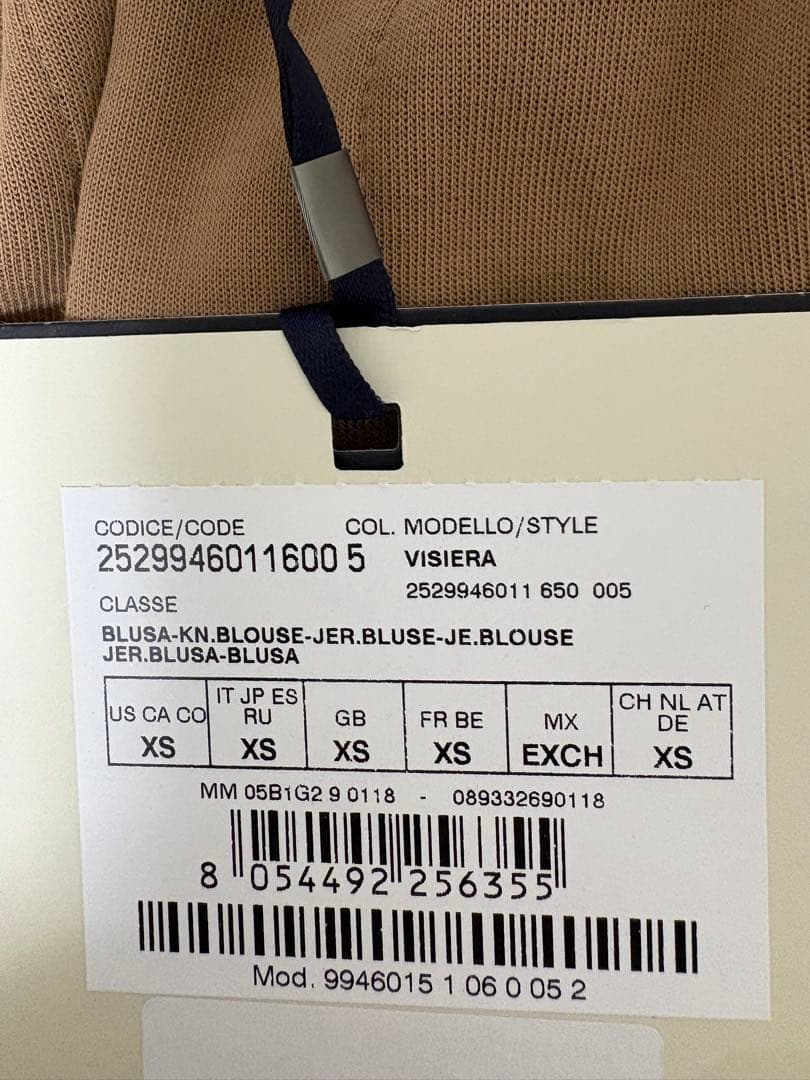 CODICE/CODE COL. MODELLO/STYLE
2529946011600 5 VISIERA
2529946011 650 005
CLASSE
BLUSA-KN.BLOUSE-JER.BLUSE-JE.BLOUSE
JER.BLUSA-BLUSA
US CA CO XS
IT JP ES RU XS
GB XS
FR BE XS
MX EXCH
CH NL AT DE XS
MM 05B1G2 9 0118 - 089332690118
8 054492 256355
Mod. 9946015 1 06 0 05 2